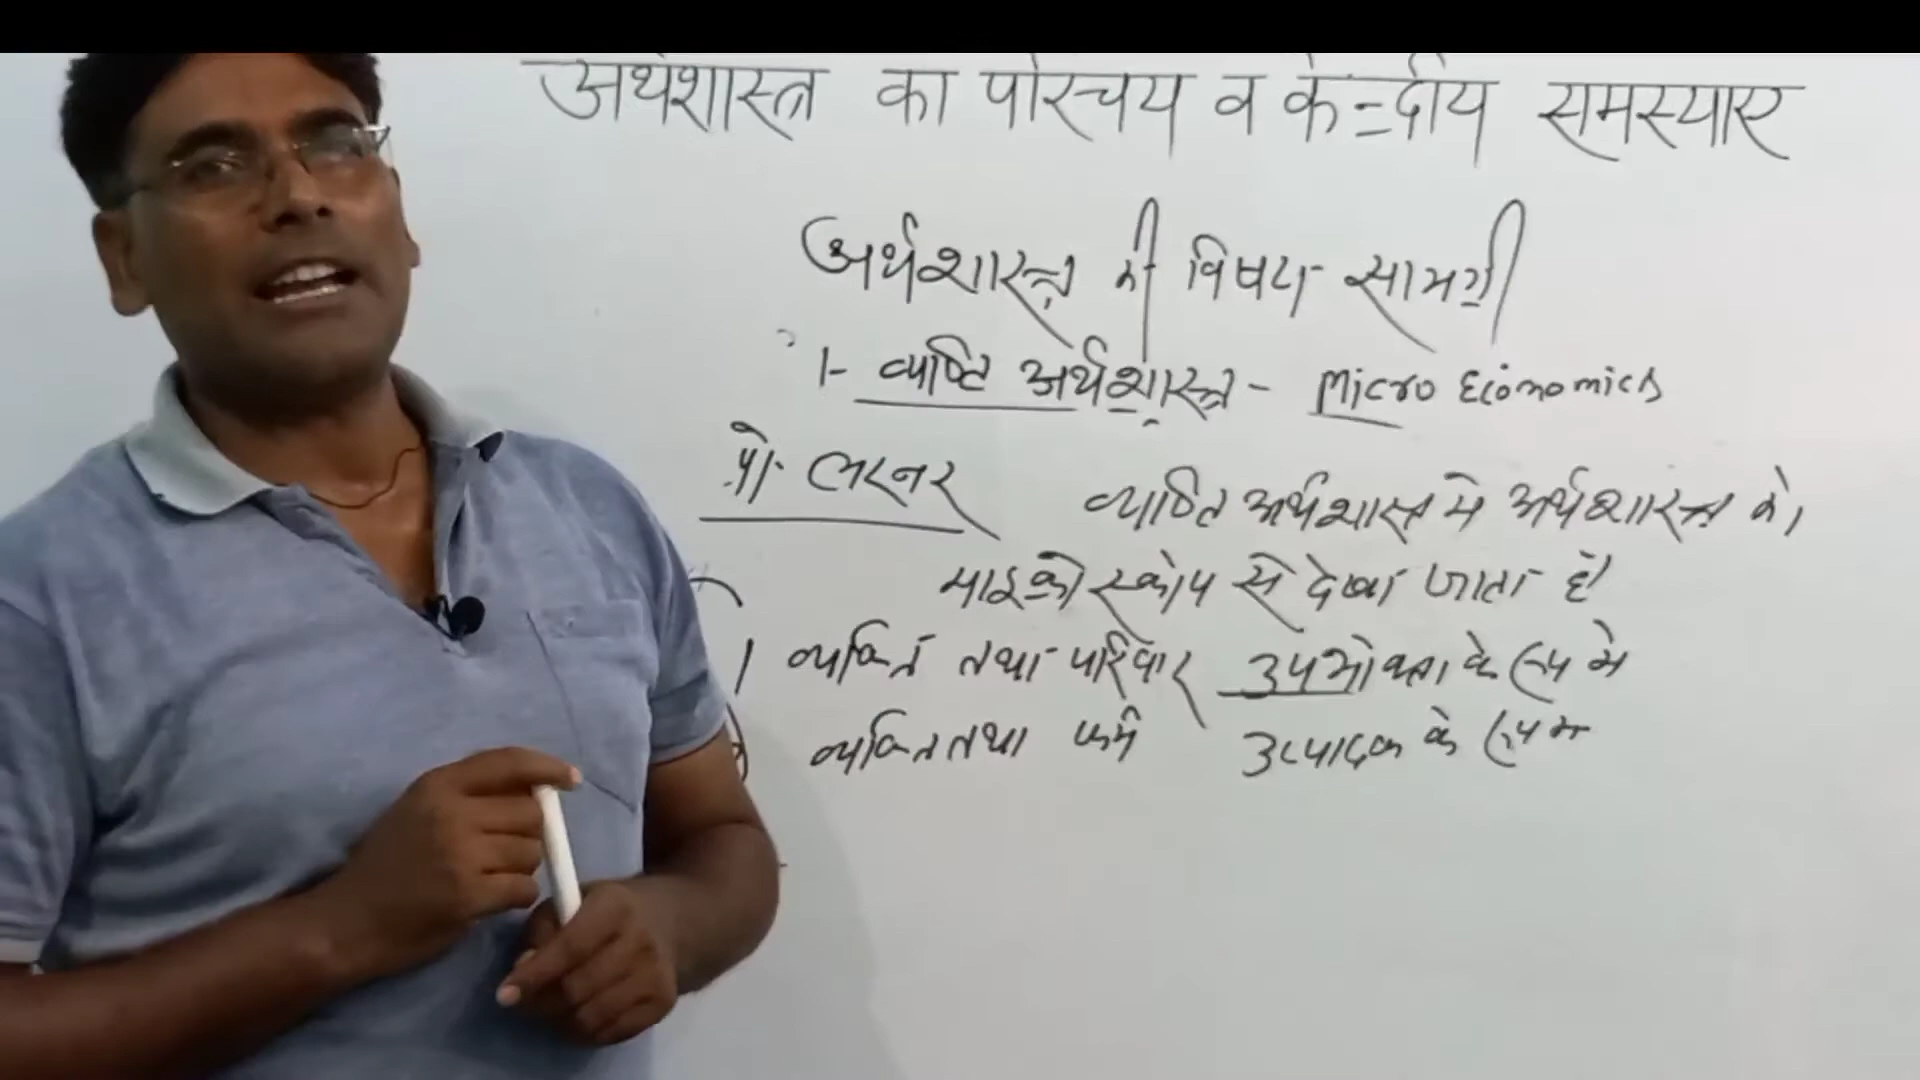 अर्थशास्त्र का परिचय व केन्द्रीय समस्याए
अर्थशास्त्र की विषय सामग्री
1- व्यष्टि अर्थशास्त्र - Micro Economics
प्रो. लरनर व्यष्टि अर्थशास्त्र मे अर्थशास्त्र को
माइक्रो स्कोप से देखा जाता है
व्यक्ति तथा परिवार उपभोक्ता के रूप मे
व्यक्ति तथा फर्म उत्पादक के रूप मे